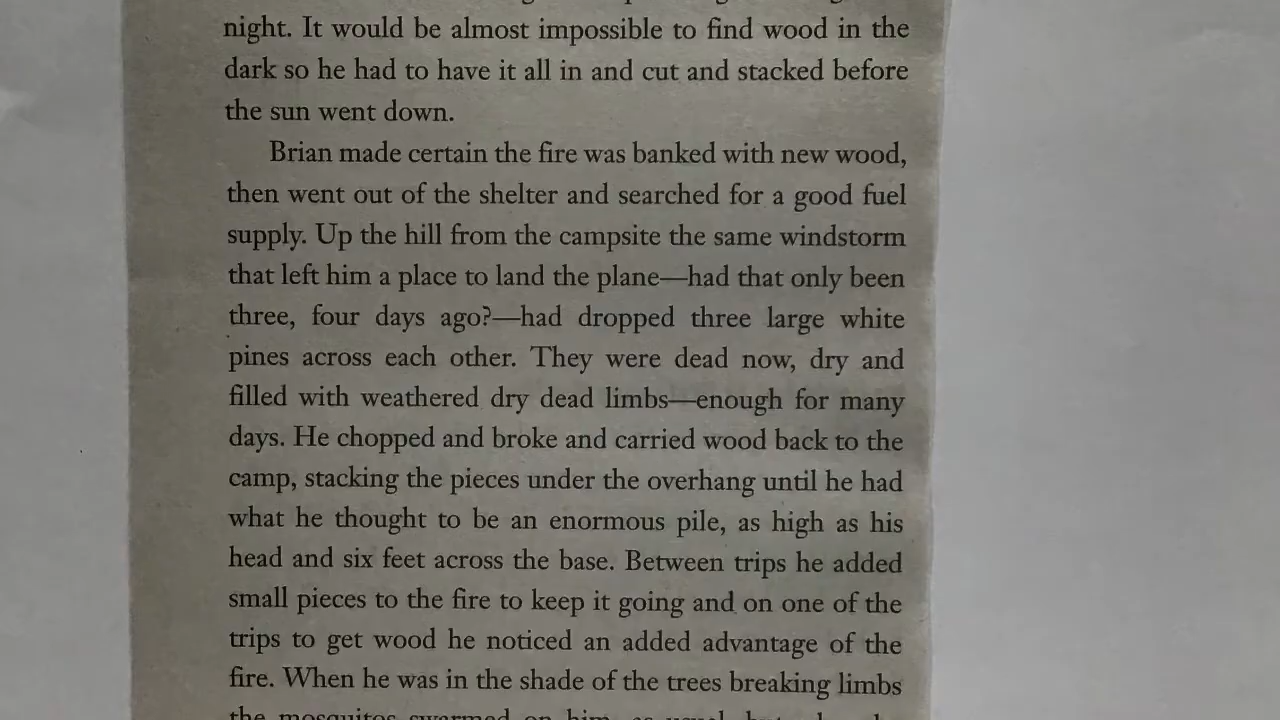 night. It would be almost impossible to find wood in the
dark so he had to have it all in and cut and stacked before
the sun went down.
Brian made certain the fire was banked with new wood,
then went out of the shelter and searched for a good fuel
supply. Up the hill from the campsite the same windstorm
that left him a place to land the plane—had that only been
three, four days ago?—had dropped three large white
pines across each other. They were dead now, dry and
filled with weathered dry dead limbs—enough for many
days. He chopped and broke and carried wood back to the
camp, stacking the pieces under the overhang until he had
what he thought to be an enormous pile, as high as his
head and six feet across the base. Between trips he added
small pieces to the fire to keep it going and on one of the
trips to get wood he noticed an added advantage of the
fire. When he was in the shade of the trees breaking limbs
the mosquitos swarmed on him, as usual, but